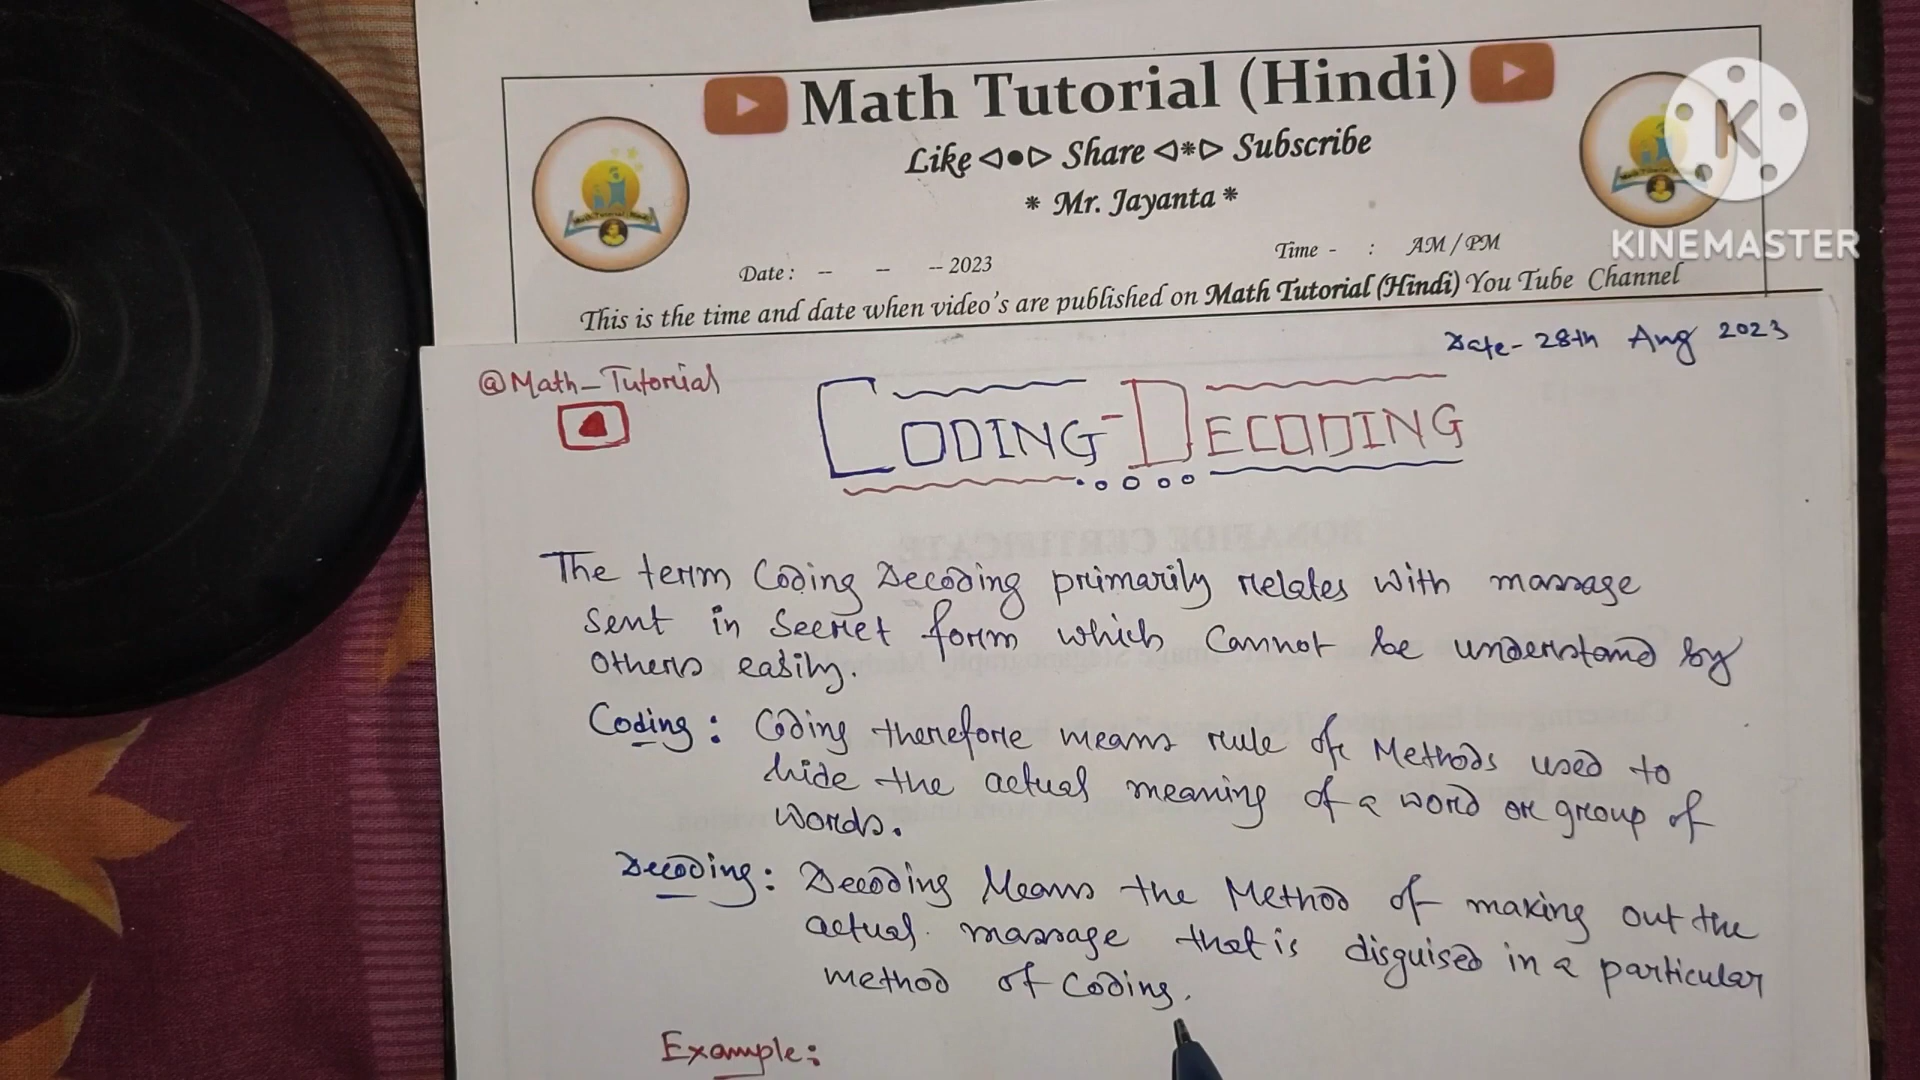 Math Tutorial (Hindi)
Like ◁●▷ Share ◁*▷ Subscribe
* Mr. Jayanta *
Date : -- -- -- 2023
Time - : AM / PM
This is the time and date when video's are published on Math Tutorial (Hindi) You Tube Channel
K
KINEMASTER
Date - 28th Aug 2023
@Math_Tutorial
CODING-DECODING
The term Coding Decoding primarily relates with massage
sent in Secret form which Cannot be understand by
others easily.
Coding : Coding therefore means rule or Methods used to
hide the actual meaning of a word or group of
words.
Decoding : Decoding Means the Method of making out the
actual massage that is disguised in a particular
method of Coding.
Example: